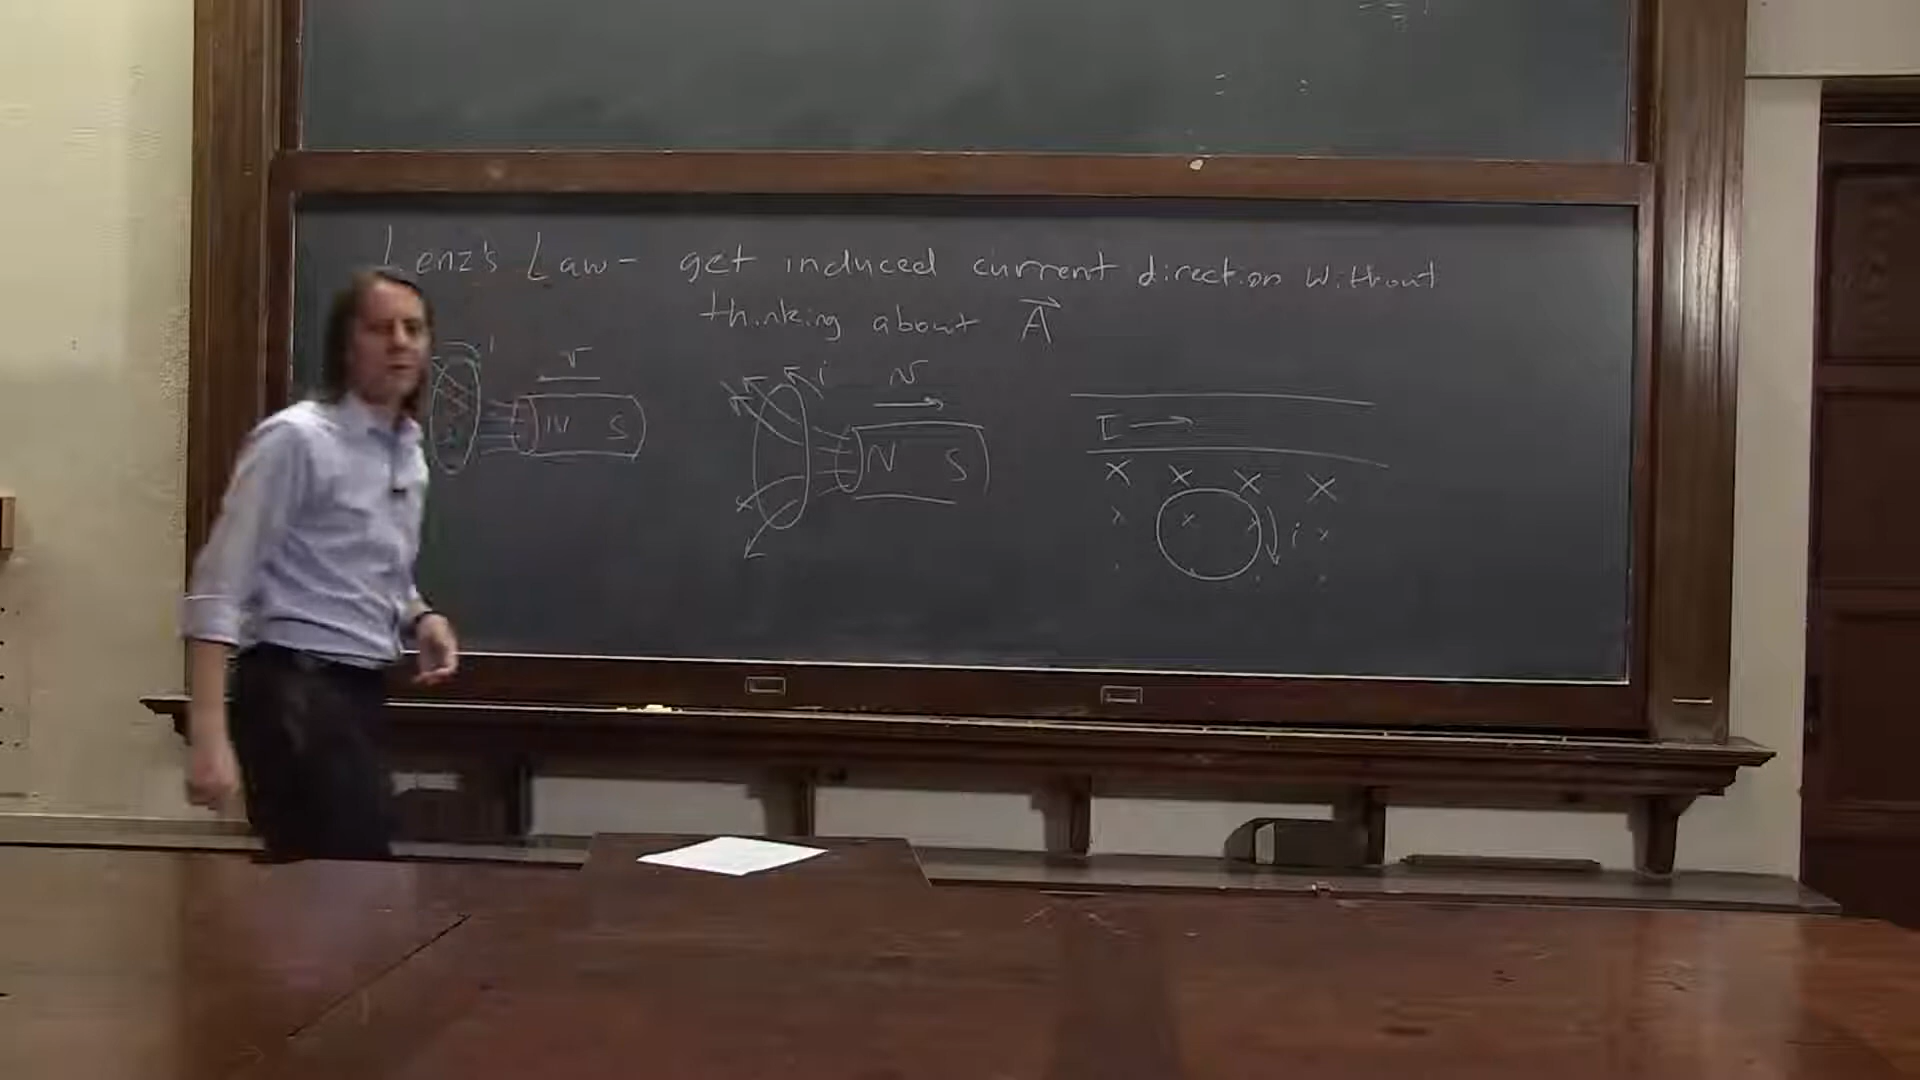 Lenz's Law - get induced current direction without
thinking about A
i v
N S
i v
N S
I →
x x x x
x x x i x